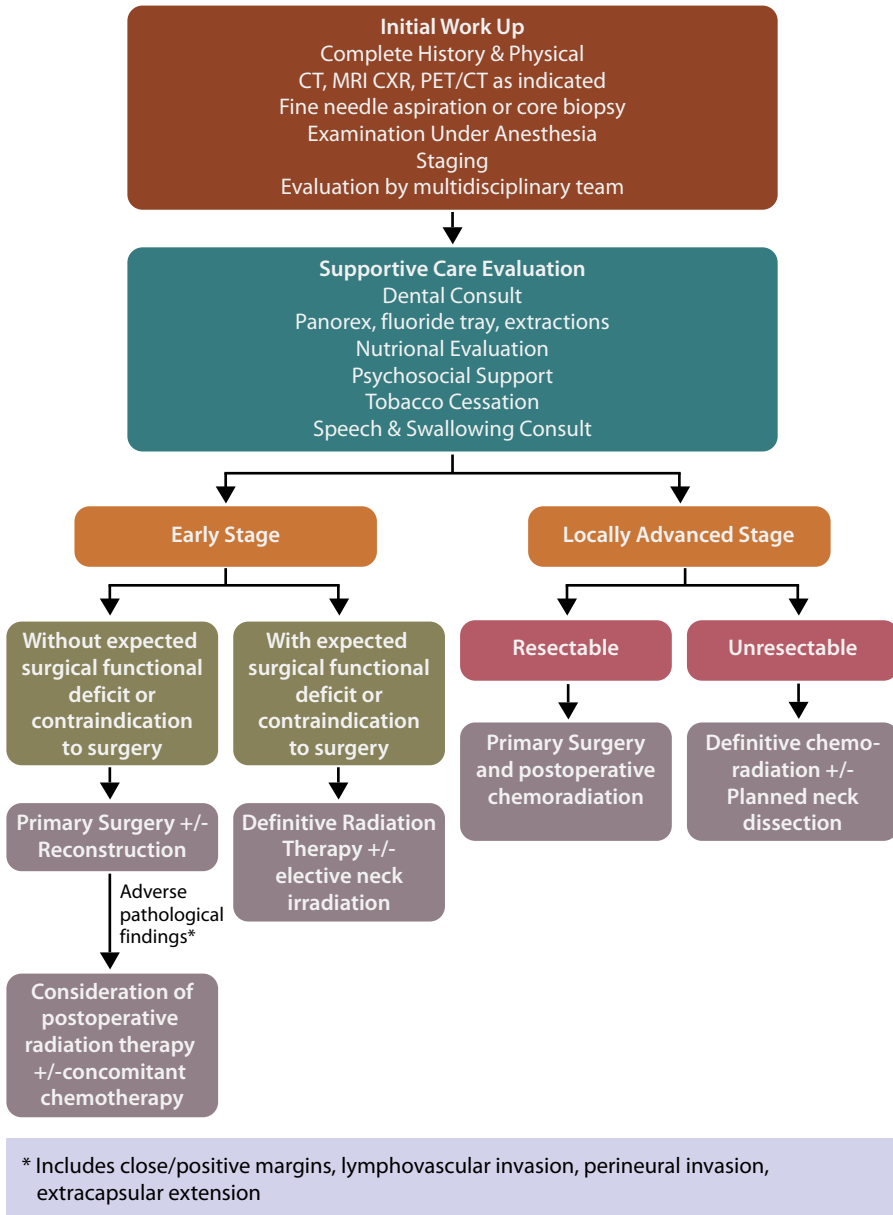 Initial Work Up
Complete History & Physical
CT, MRI CXR, PET/CT as indicated
Fine needle aspiration or core biopsy
Examination Under Anesthesia
Staging
Evaluation by multidisciplinary team
Supportive Care Evaluation
Dental Consult
Panorex, fluoride tray, extractions
Nutrional Evaluation
Psychosocial Support
Tobacco Cessation
Speech & Swallowing Consult
Early Stage
Locally Advanced Stage
Without expected
surgical functional
deficit or
contraindication
to surgery
With expected
surgical functional
deficit or
contraindication
to surgery
Resectable
Unresectable
Primary Surgery
and postoperative
chemoradiation
Definitive chemo-
radiation +/-
Planned neck
dissection
Primary Surgery +/-
Reconstruction
Definitive Radiation
Therapy +/-
elective neck
irradiation
Adverse
pathological
findings*
Consideration of
postoperative
radiation therapy
+/-concomitant
chemotherapy
* Includes close/positive margins, lymphovascular invasion, perineural invasion,
extracapsular extension